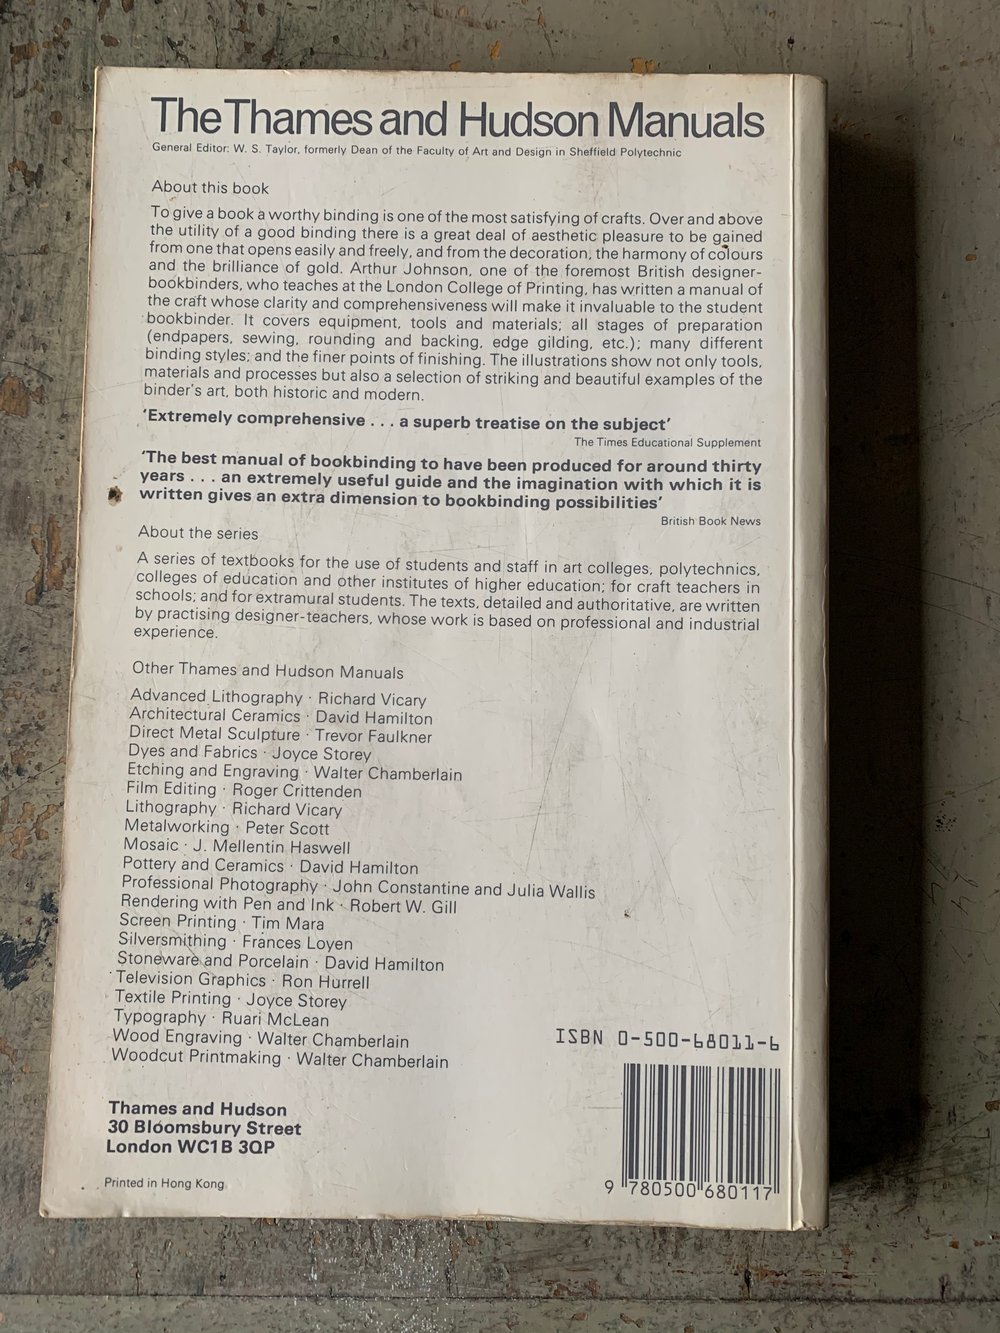 The Thames and Hudson Manuals
General Editor: W. S. Taylor, formerly Dean of the Faculty of Art and Design in Sheffield Polytechnic
About this book
To give a book a worthy binding is one of the most satisfying of crafts. Over and above
the utility of a good binding there is a great deal of aesthetic pleasure to be gained
from one that opens easily and freely, and from the decoration, the harmony of colours
and the brilliance of gold. Arthur Johnson, one of the foremost British designer-
bookbinders, who teaches at the London College of Printing, has written a manual of
the craft whose clarity and comprehensiveness will make it invaluable to the student
bookbinder. It covers equipment, tools and materials; all stages of preparation
(endpapers, sewing, rounding and backing, edge gilding, etc.); many different
binding styles; and the finer points of finishing. The illustrations show not only tools,
materials and processes but also a selection of striking and beautiful examples of the
binder's art, both historic and modern.
'Extremely comprehensive . . . a superb treatise on the subject'
The Times Educational Supplement
'The best manual of bookbinding to have been produced for around thirty
years . . . an extremely useful guide and the imagination with which it is
written gives an extra dimension to bookbinding possibilities'
British Book News
About the series
A series of textbooks for the use of students and staff in art colleges, polytechnics,
colleges of education and other institutes of higher education; for craft teachers in
schools; and for extramural students. The texts, detailed and authoritative, are written
by practising designer-teachers, whose work is based on professional and industrial
experience.
Other Thames and Hudson Manuals
Advanced Lithography · Richard Vicary
Architectural Ceramics · David Hamilton
Direct Metal Sculpture · Trevor Faulkner
Dyes and Fabrics · Joyce Storey
Etching and Engraving · Walter Chamberlain
Film Editing · Roger Crittenden
Lithography · Richard Vicary
Metalworking · Peter Scott
Mosaic · J. Mellentin Haswell
Pottery and Ceramics · David Hamilton
Professional Photography · John Constantine and Julia Wallis
Rendering with Pen and Ink · Robert W. Gill
Screen Printing · Tim Mara
Silversmithing · Frances Loyen
Stoneware and Porcelain · David Hamilton
Television Graphics · Ron Hurrell
Textile Printing · Joyce Storey
Typography · Ruari McLean
Wood Engraving · Walter Chamberlain
Woodcut Printmaking · Walter Chamberlain
ISBN 0-500-68011-6
Thames and Hudson
30 Bloomsbury Street
London WC1B 3QP
Printed in Hong Kong
9 780500 680117